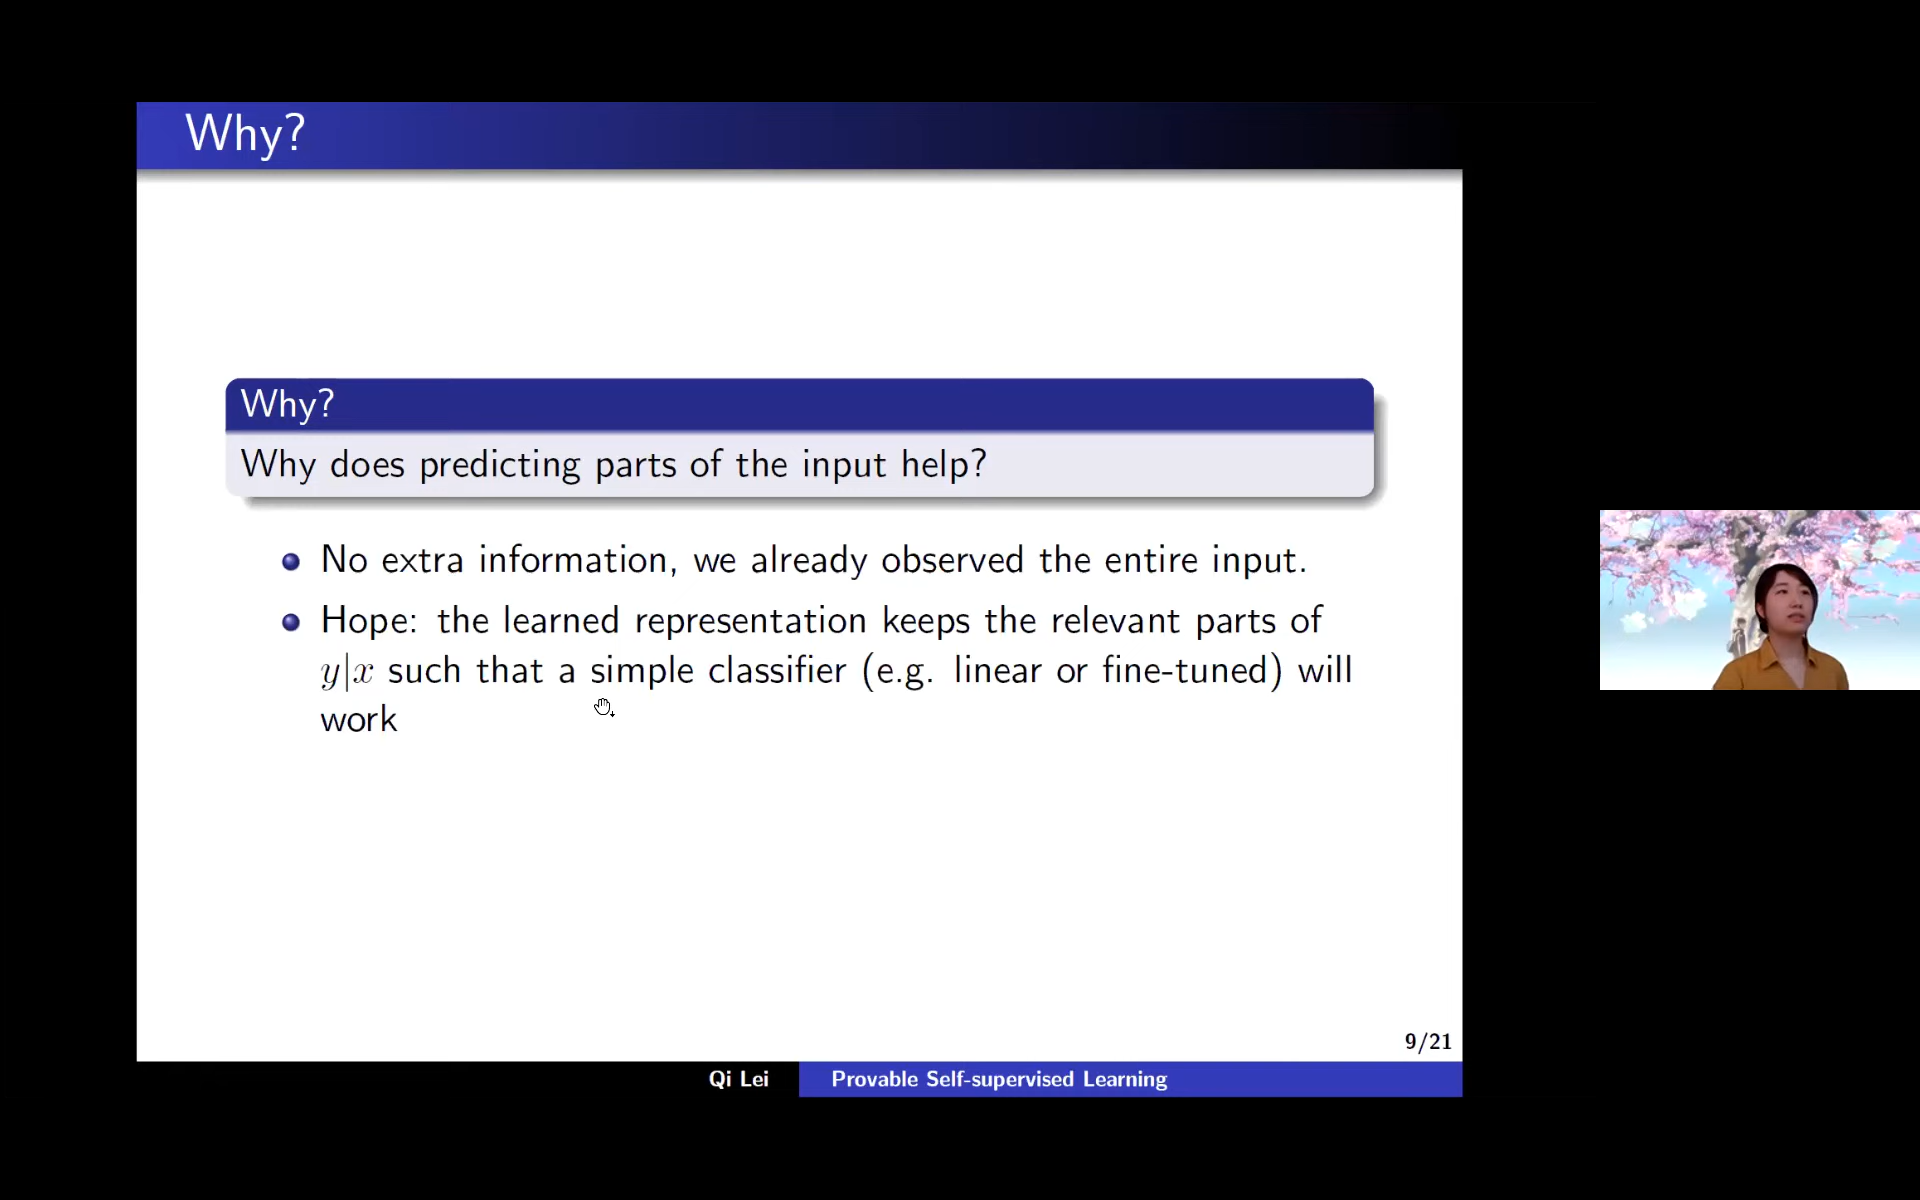 Why?
Why?
Why does predicting parts of the input help?
No extra information, we already observed the entire input.
Hope: the learned representation keeps the relevant parts of
y|x such that a simple classifier (e.g. linear or fine-tuned) will
work
9/21
Qi Lei
Provable Self-supervised Learning